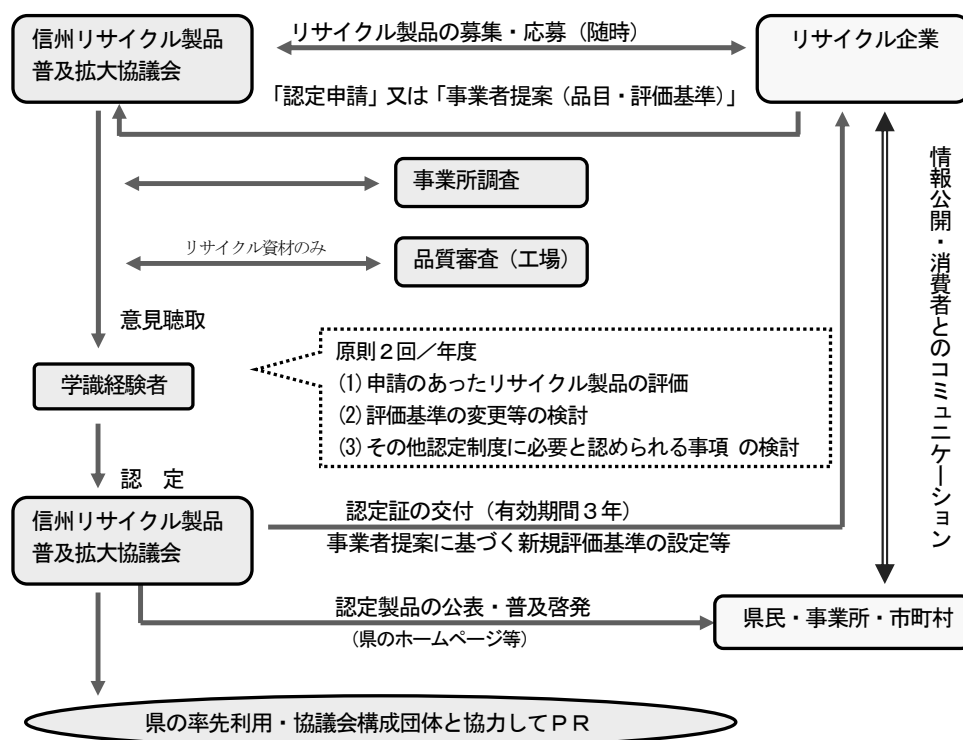 信州リサイクル製品
普及拡大協議会
リサイクル製品の募集・応募（随時）
リサイクル企業
「認定申請」又は「事業者提案（品目・評価基準）」
事業所調査
リサイクル資材のみ
品質審査（工場）
情報公開・消費者とのコミュニケーション
意見聴取
学識経験者
原則２回／年度
(1)申請のあったリサイクル製品の評価
(2)評価基準の変更等の検討
(3)その他認定制度に必要と認められる事項 の検討
認　定
信州リサイクル製品
普及拡大協議会
認定証の交付（有効期間３年）
事業者提案に基づく新規評価基準の設定等
認定製品の公表・普及啓発
（県のホームページ等）
県民・事業所・市町村
県の率先利用・協議会構成団体と協力してＰＲ